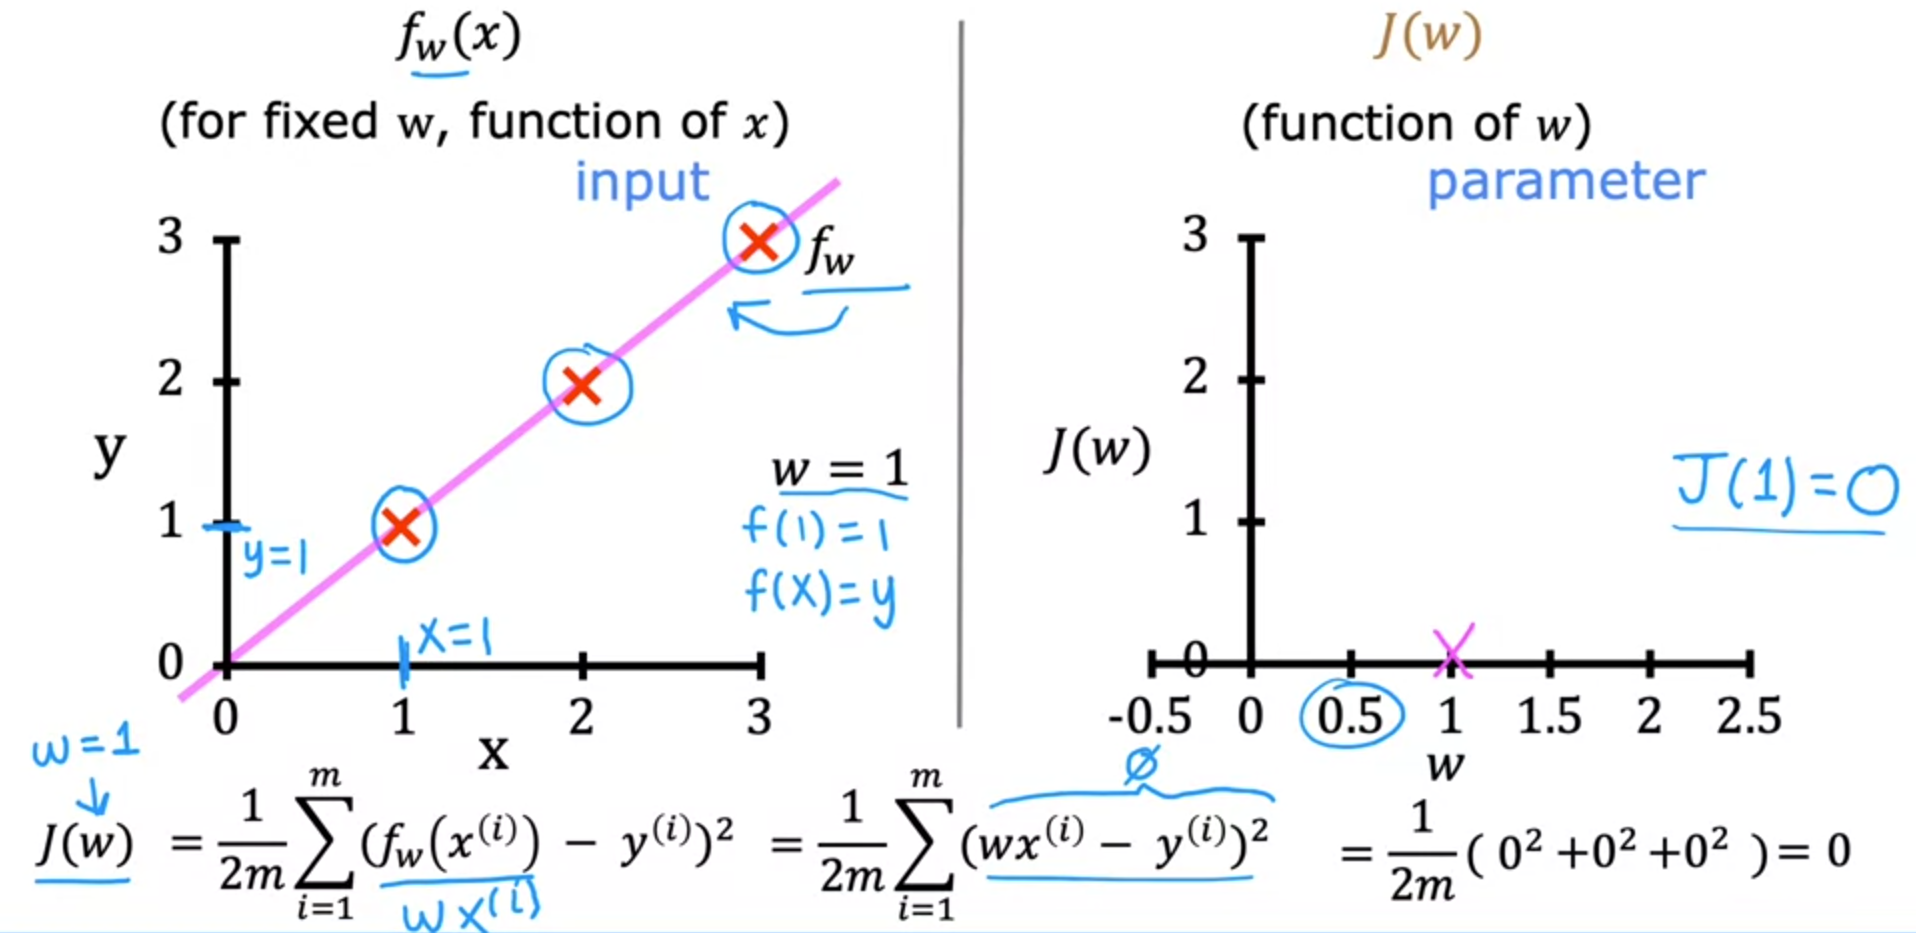 f_w(x)
(for fixed w, function of x)
input
3
f_w
2
y
w = 1
f(1) = 1
1
y=1
f(x)=y
x=1
0
0 1 2 3
x
J(w)
(function of w)
parameter
3
2
J(w)
J(1)=0
1
0
-0.5 0 0.5 1 1.5 2 2.5
w
w=1
∅
J(w) = \frac{1}{2m} \sum_{i=1}^{m} (f_w(x^{(i)}) - y^{(i)})^2 = \frac{1}{2m} \sum_{i=1}^{m} (wx^{(i)} - y^{(i)})^2 = \frac{1}{2m} ( 0^2 +0^2 +0^2 ) = 0
wx^{(i)}